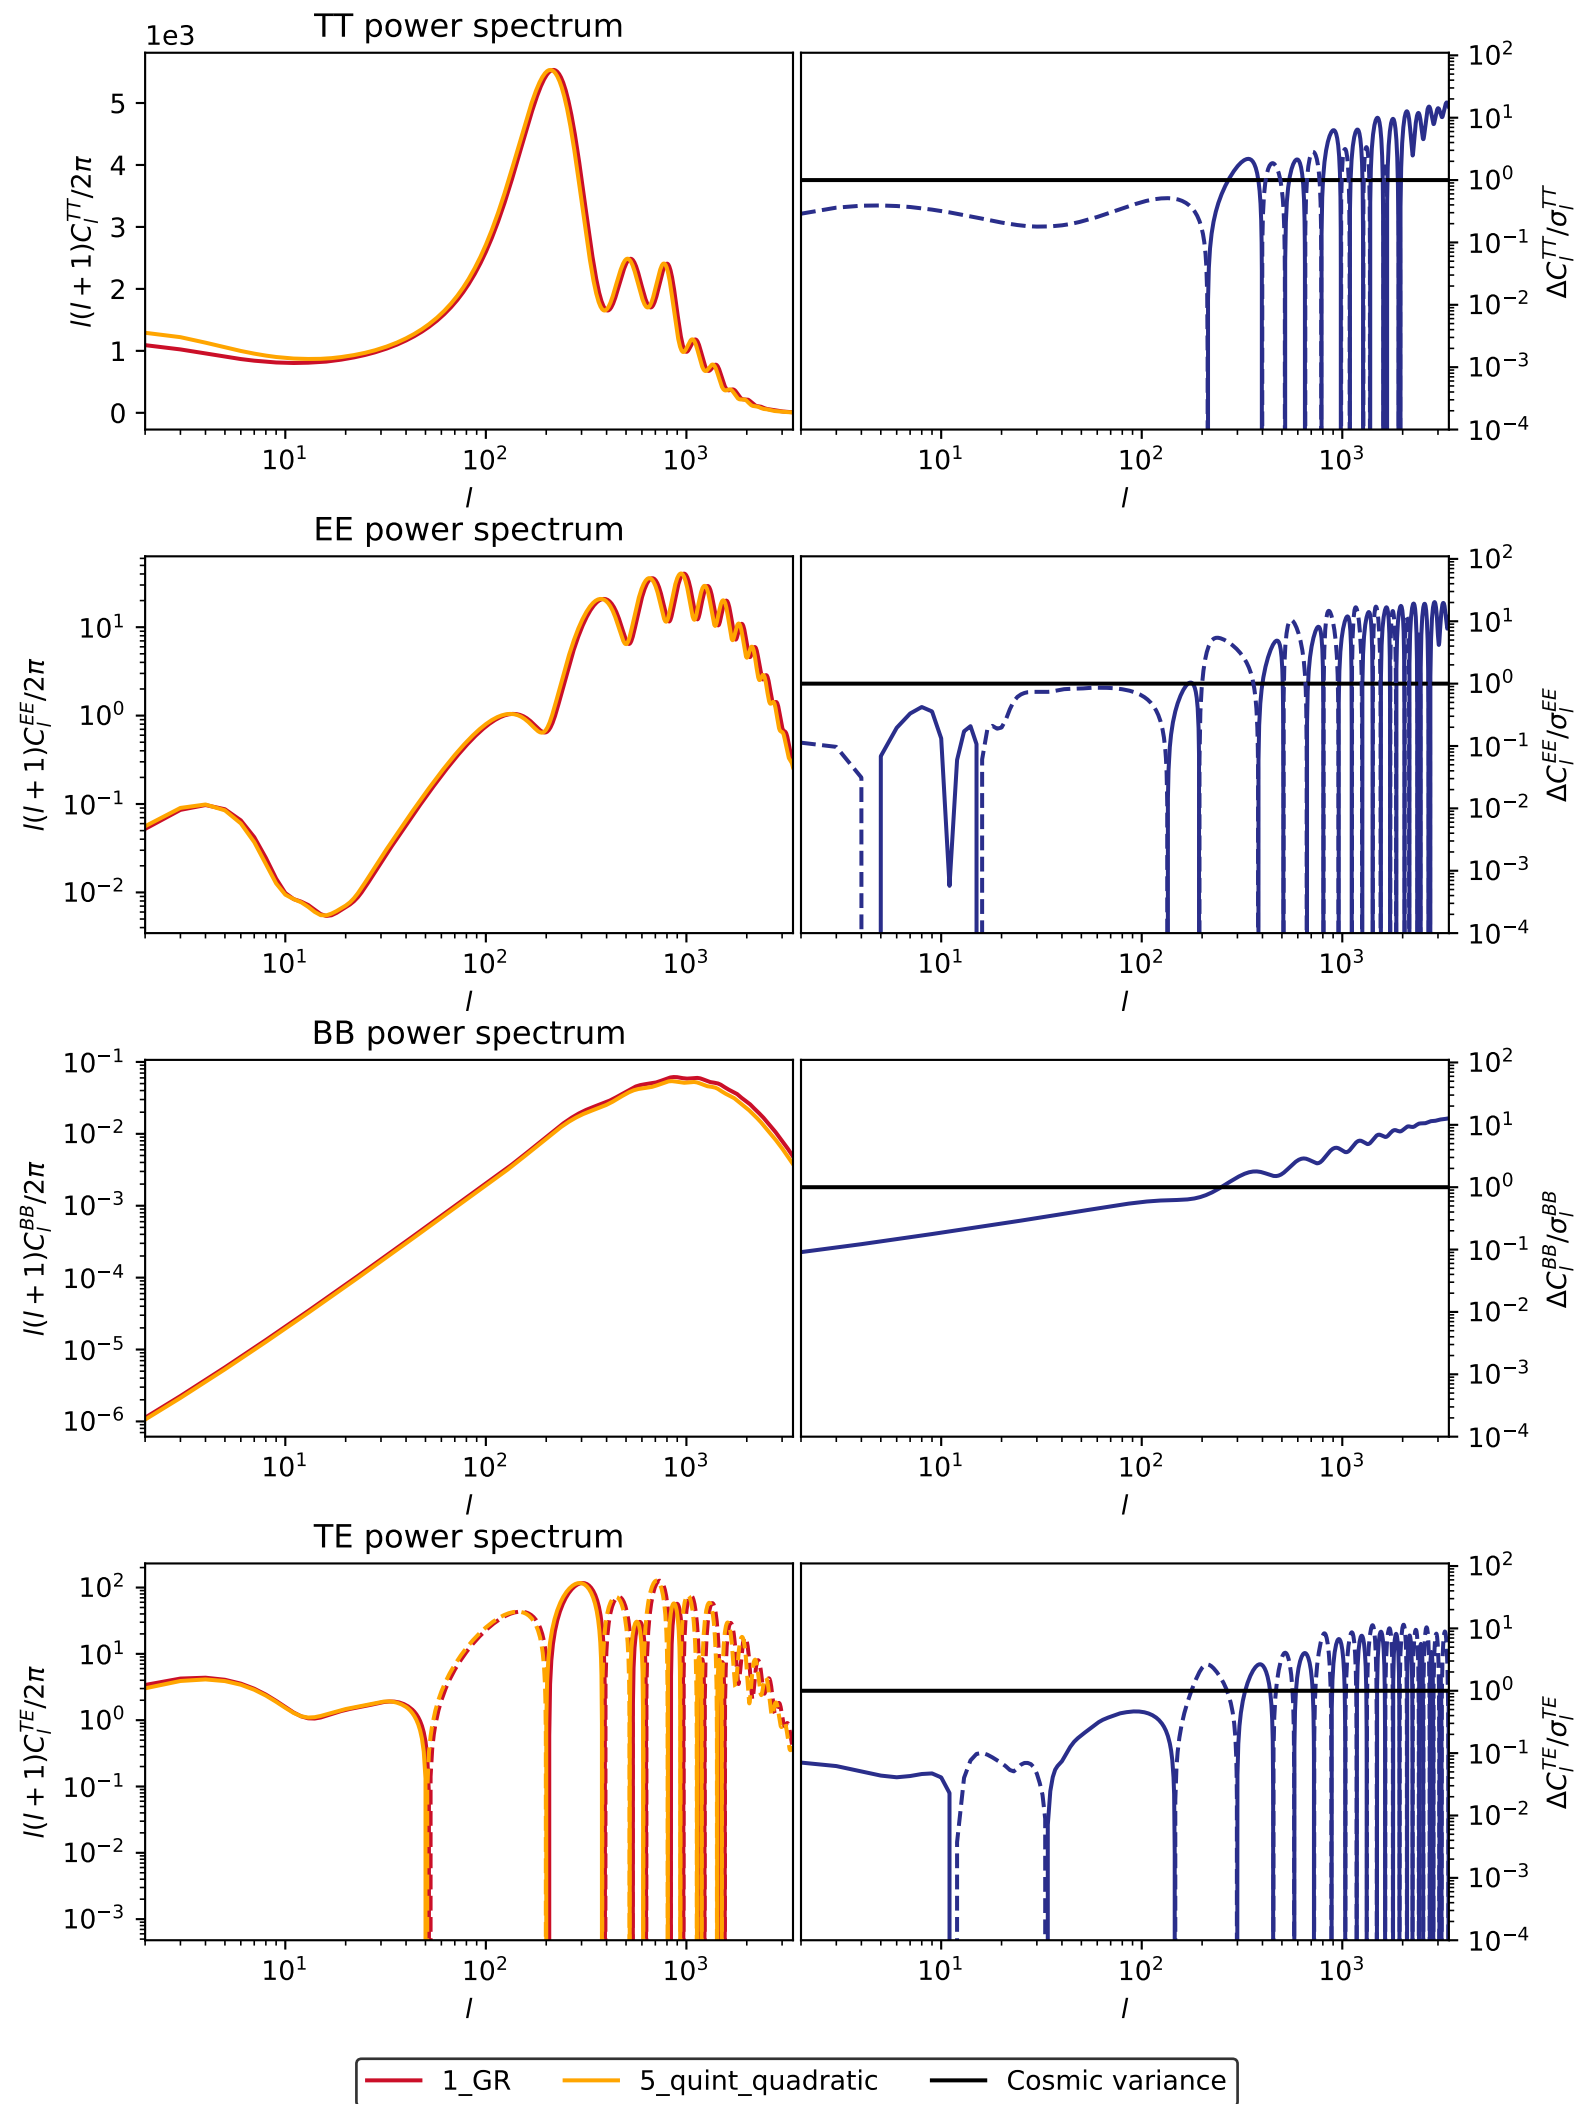 TT power spectrum
1e3
5
4
3
2
1
0
l(l + 1)C_l^{TT}/2π
10^1 10^2 10^3
l
10^2
10^1
10^0
10^{-1}
10^{-2}
10^{-3}
10^{-4}
ΔC_l^{TT}/σ_l^{TT}
10^1 10^2 10^3
l
EE power spectrum
10^1
10^0
10^{-1}
10^{-2}
l(l + 1)C_l^{EE}/2π
10^1 10^2 10^3
l
10^2
10^1
10^0
10^{-1}
10^{-2}
10^{-3}
10^{-4}
ΔC_l^{EE}/σ_l^{EE}
10^1 10^2 10^3
l
BB power spectrum
10^{-1}
10^{-2}
10^{-3}
10^{-4}
10^{-5}
10^{-6}
l(l + 1)C_l^{BB}/2π
10^1 10^2 10^3
l
10^2
10^1
10^0
10^{-1}
10^{-2}
10^{-3}
10^{-4}
ΔC_l^{BB}/σ_l^{BB}
10^1 10^2 10^3
l
TE power spectrum
10^2
10^1
10^0
10^{-1}
10^{-2}
10^{-3}
l(l + 1)C_l^{TE}/2π
10^1 10^2 10^3
l
10^2
10^1
10^0
10^{-1}
10^{-2}
10^{-3}
10^{-4}
ΔC_l^{TE}/σ_l^{TE}
10^1 10^2 10^3
l
1_GR 5_quint_quadratic Cosmic variance